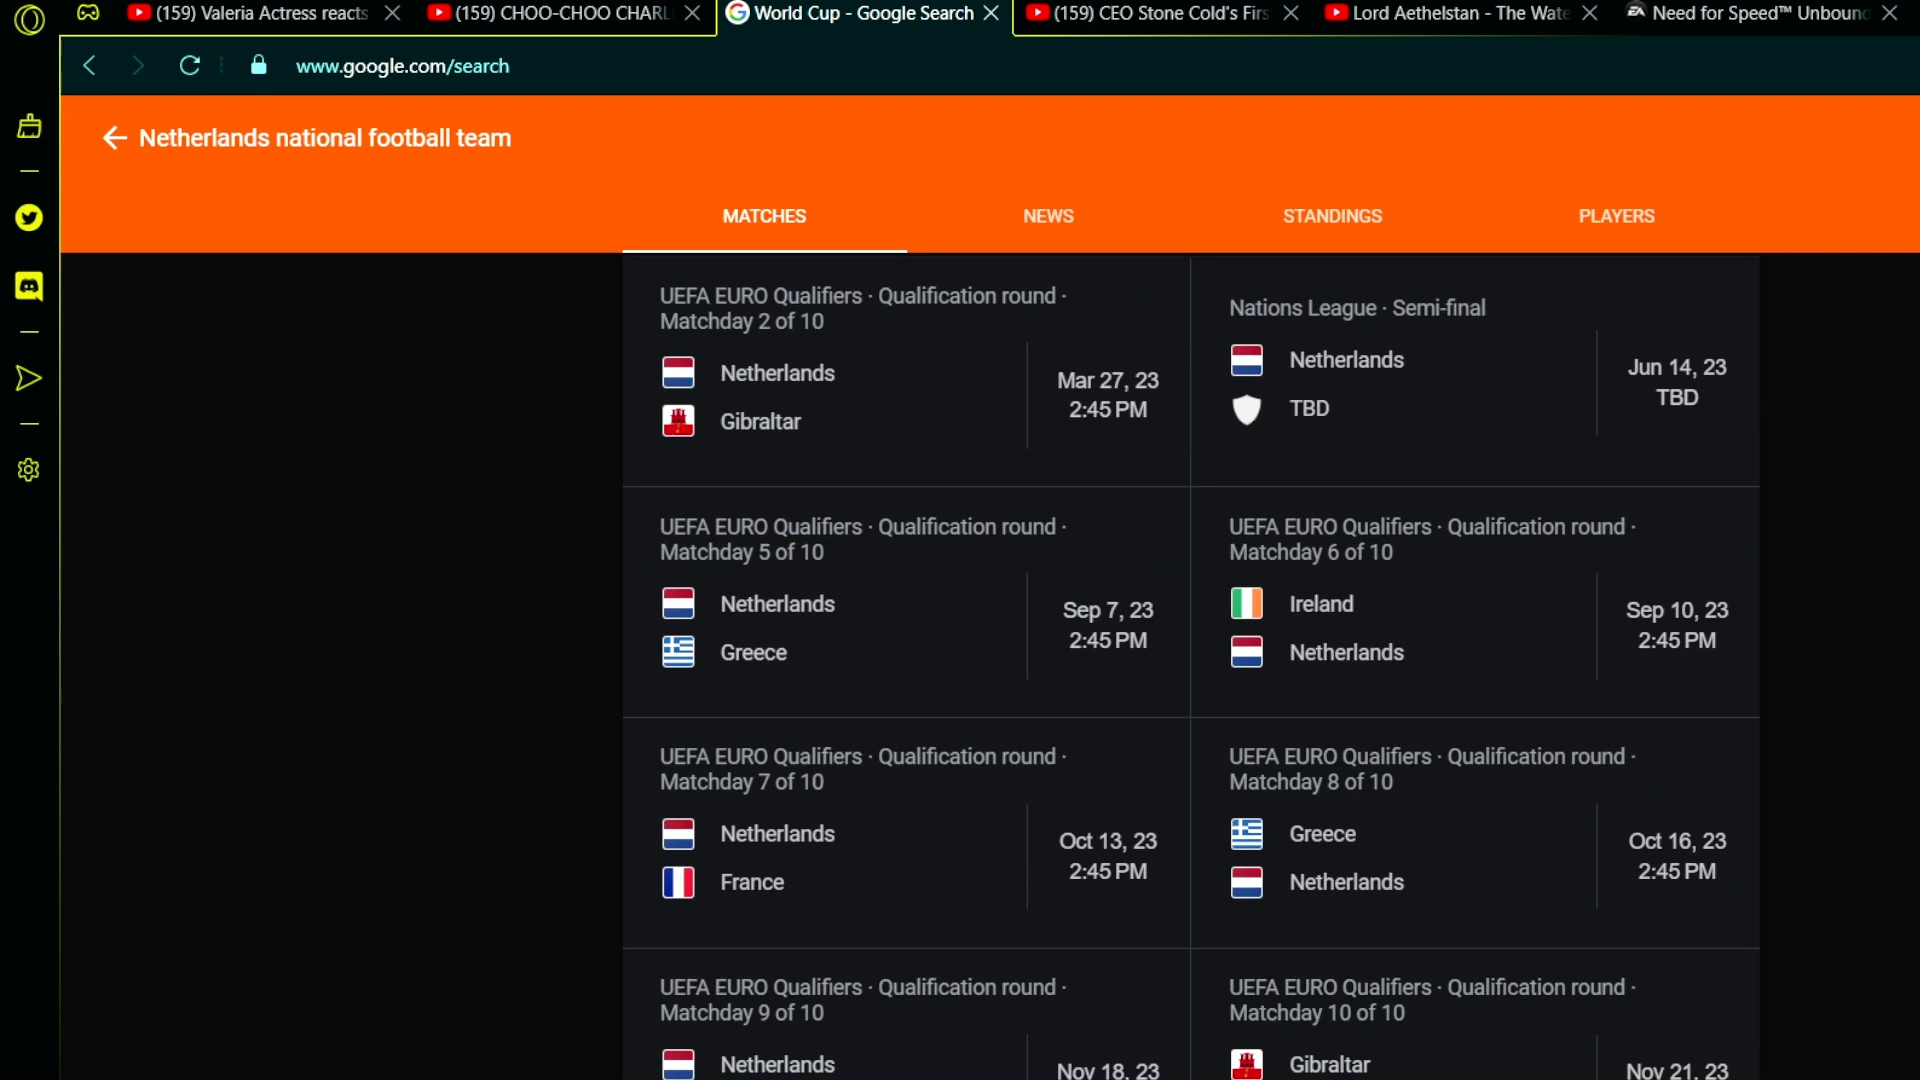 (159) Valeria Actress reacts
(159) CHOO-CHOO CHARL
World Cup - Google Search
(159) CEO Stone Cold's Firs
Lord Aethelstan - The Wate
Need for Speed™ Unbound
www.google.com/search
Netherlands national football team
MATCHES
NEWS
STANDINGS
PLAYERS
UEFA EURO Qualifiers · Qualification round ·
Matchday 2 of 10
Netherlands
Gibraltar
Mar 27, 23
2:45 PM
Nations League · Semi-final
Netherlands
TBD
Jun 14, 23
TBD
UEFA EURO Qualifiers · Qualification round ·
Matchday 5 of 10
Netherlands
Greece
Sep 7, 23
2:45 PM
UEFA EURO Qualifiers · Qualification round ·
Matchday 6 of 10
Ireland
Netherlands
Sep 10, 23
2:45 PM
UEFA EURO Qualifiers · Qualification round ·
Matchday 7 of 10
Netherlands
France
Oct 13, 23
2:45 PM
UEFA EURO Qualifiers · Qualification round ·
Matchday 8 of 10
Greece
Netherlands
Oct 16, 23
2:45 PM
UEFA EURO Qualifiers · Qualification round ·
Matchday 9 of 10
Netherlands
Nov 18, 23
UEFA EURO Qualifiers · Qualification round ·
Matchday 10 of 10
Gibraltar
Nov 21, 23